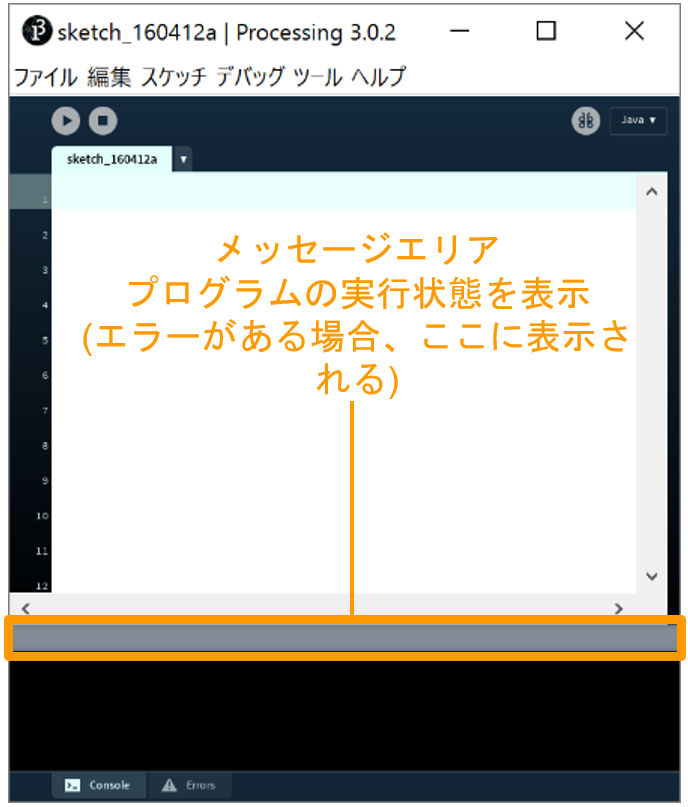 sketch_160412a | Processing 3.0.2
ファイル 編集 スケッチ デバッグ ツール ヘルプ
Java ▼
sketch_160412a ▼
1
2
3
4
5
6
7
8
9
10
11
12
メッセージエリア
プログラムの実行状態を表示
(エラーがある場合、ここに表示さ
れる)
Console
Errors